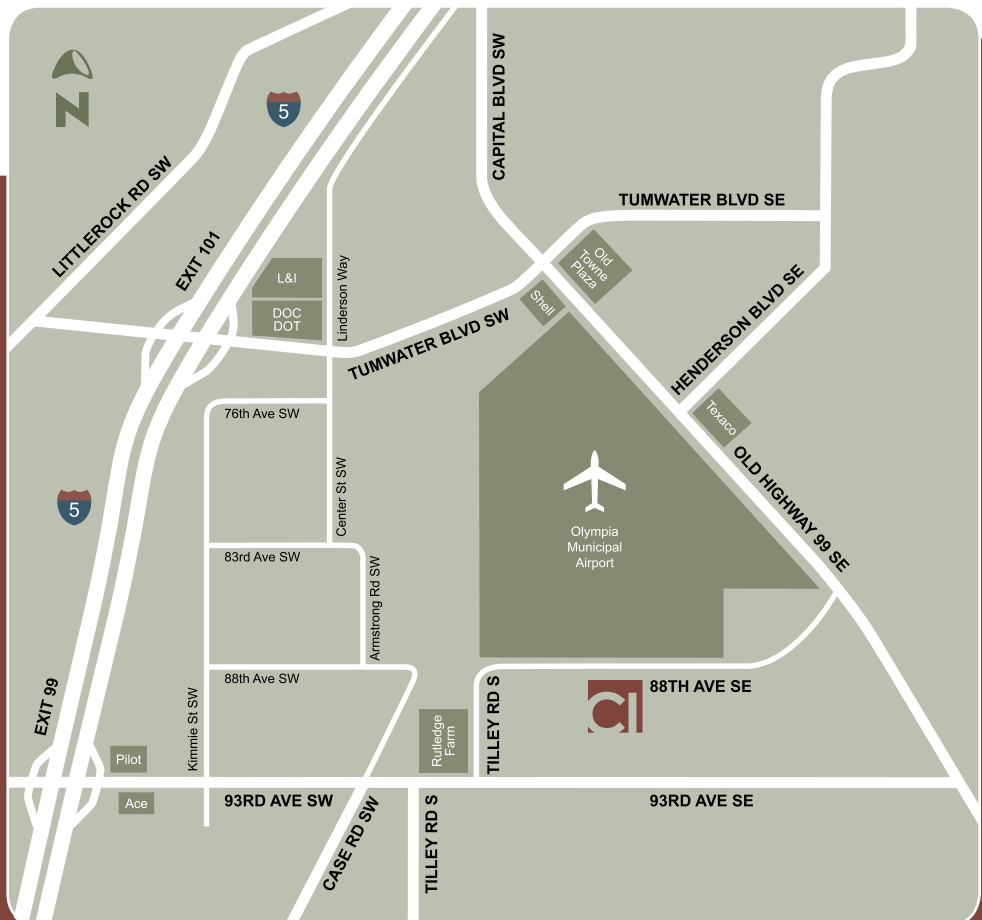 CAPITAL BLVD SW
N
5
LITTLEROCK RD SW
TUMWATER BLVD SE
EXIT 101
L&I
DOC
DOT
Linderson Way
Old
Towne
Plaza
Shell
TUMWATER BLVD SW
HENDERSON BLVD SE
76th Ave SW
Texaco
OLD HIGHWAY 99 SE
5
Center St SW
Olympia
Municipal
Airport
83rd Ave SW
Armstrong Rd SW
88th Ave SW
88TH AVE SE
CI
EXIT 99
Kimmie St SW
Rutledge
Farm
TILLEY RD S
Pilot
Ace
93RD AVE SW
93RD AVE SE
CASE RD SW
TILLEY RD S